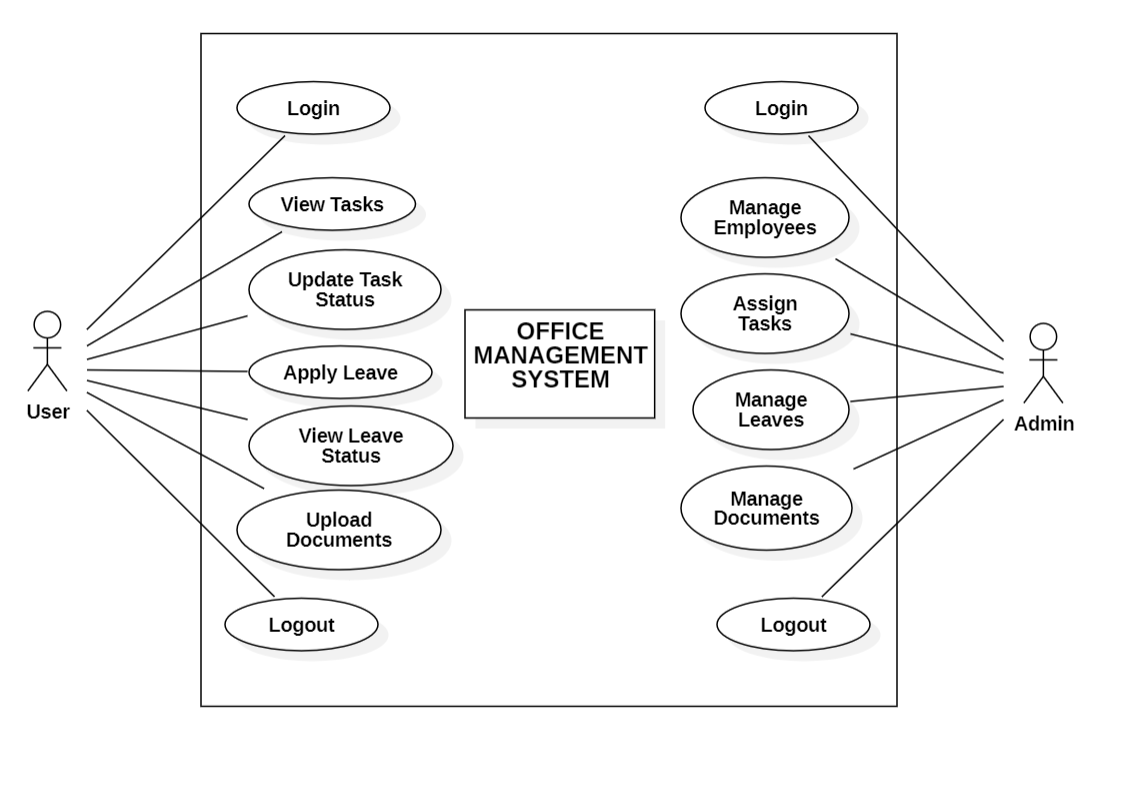 Login
View Tasks
Update Task
Status
Apply Leave
View Leave
Status
Upload
Documents
Logout
User
OFFICE
MANAGEMENT
SYSTEM
Login
Manage
Employees
Assign
Tasks
Manage
Leaves
Manage
Documents
Logout
Admin